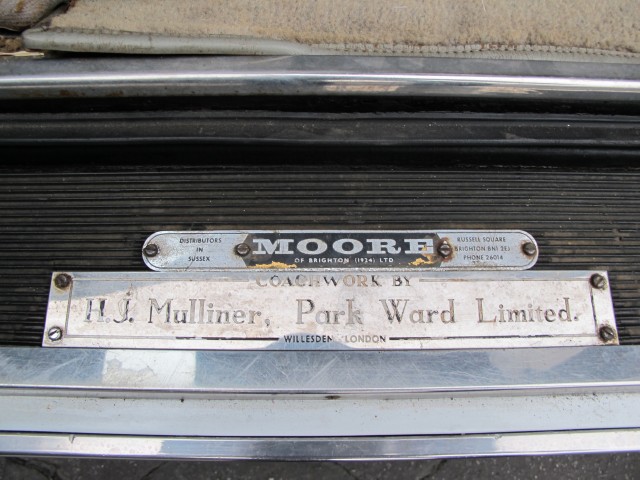 DISTRIBUTORS
IN
SUSSEX
MOORE
OF BRIGHTON (1924) LTD
RUSSELL SQUARE
BRIGHTON BN1 2EJ
PHONE 26014
COACHWORK BY
H.J. Mulliner, Park Ward Limited.
WILLESDEN LONDON